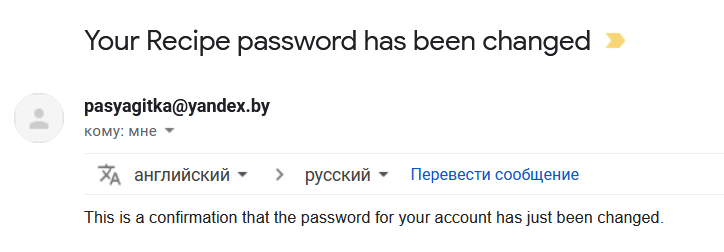 Your Recipe password has been changed
pasyagitka@yandex.by
кому: мне
английский > русский Перевести сообщение
This is a confirmation that the password for your account has just been changed.